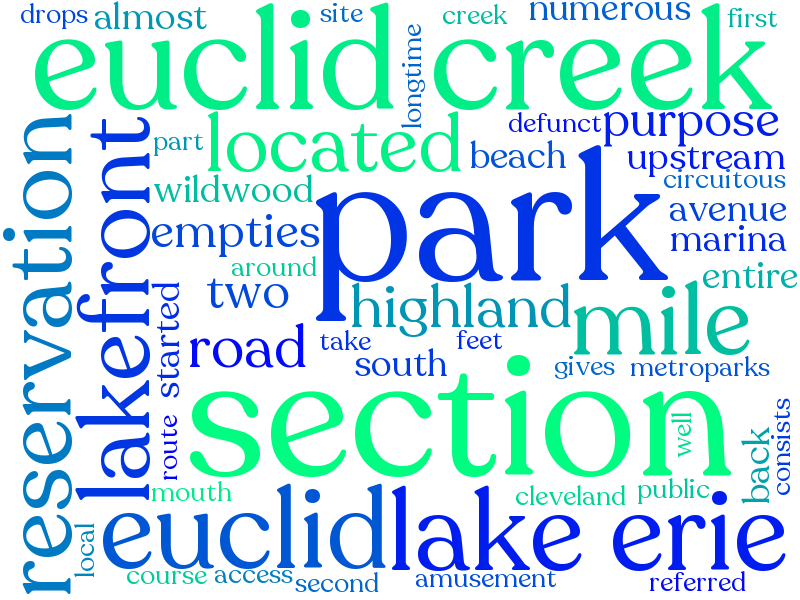 drops
almost
site
creek
numerous
first
euclid creek
longtime
located
part
defunct
purpose
beach
upstream
wildwood
park
circuitous
reservation
lakefront
empties
avenue
marina
around
entire
two
highland
mile
started
road
take
feet
south
gives
metroparks
section
route
well
back
consists
mouth
cleveland
public
local
euclid
lake erie
course
access
second
amusement
referred